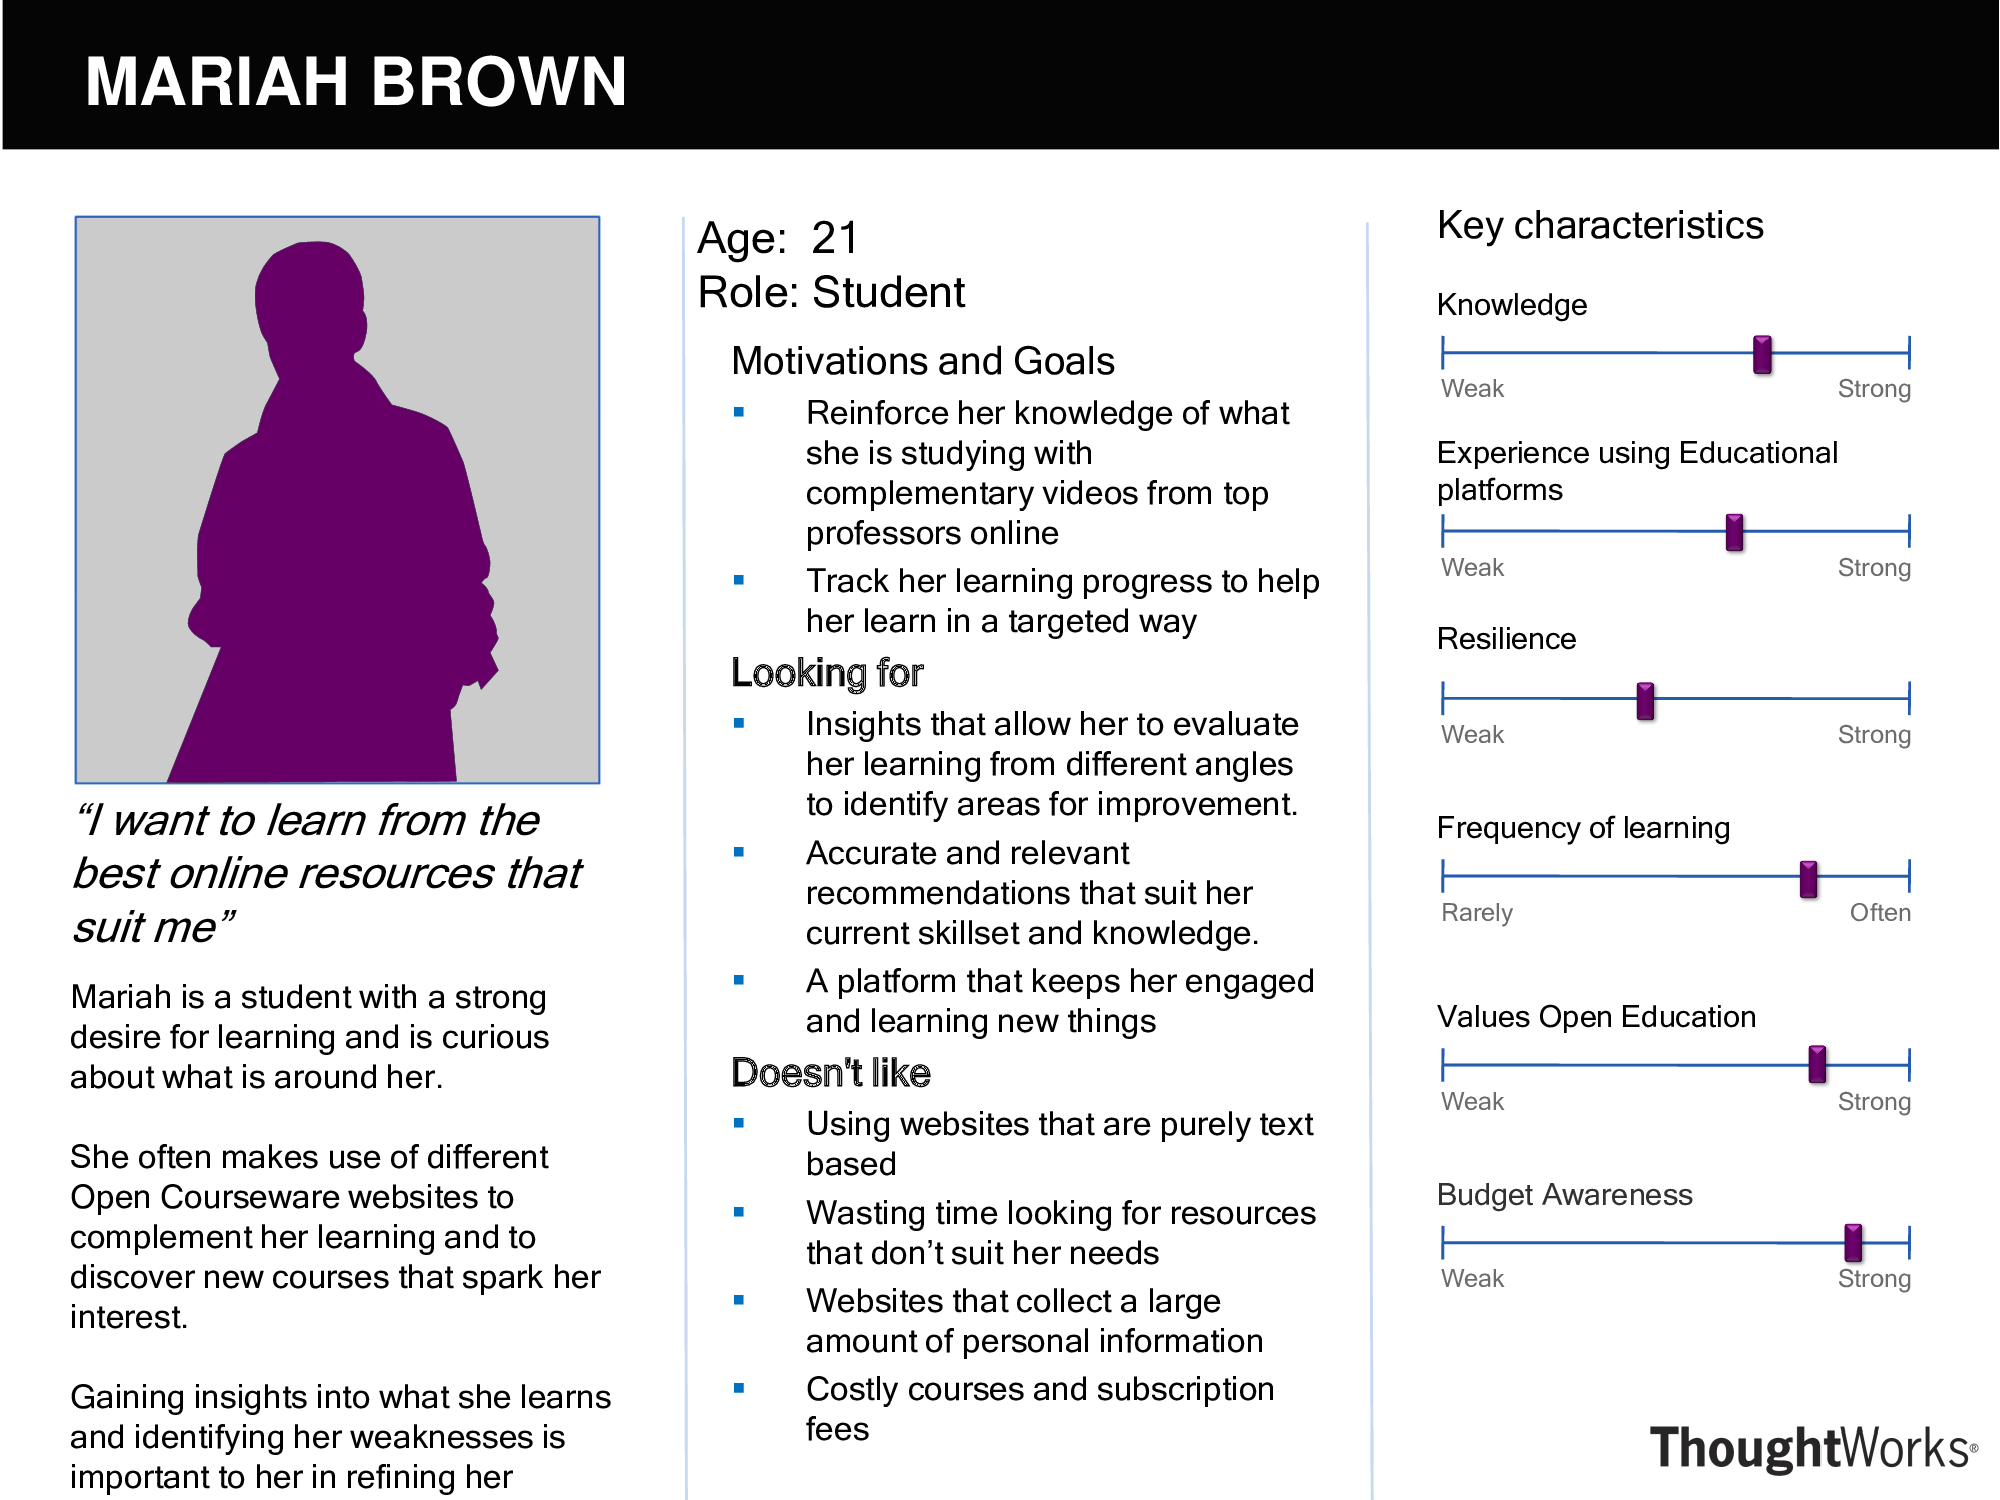 MARIAH BROWN
“I want to learn from the
best online resources that
suit me”
Mariah is a student with a strong
desire for learning and is curious
about what is around her.
She often makes use of different
Open Courseware websites to
complement her learning and to
discover new courses that spark her
interest.
Gaining insights into what she learns
and identifying her weaknesses is
important to her in refining her
Age: 21
Role: Student
Motivations and Goals
Reinforce her knowledge of what
she is studying with
complementary videos from top
professors online
Track her learning progress to help
her learn in a targeted way
Looking for
Insights that allow her to evaluate
her learning from different angles
to identify areas for improvement.
Accurate and relevant
recommendations that suit her
current skillset and knowledge.
A platform that keeps her engaged
and learning new things
Doesn't like
Using websites that are purely text
based
Wasting time looking for resources
that don’t suit her needs
Websites that collect a large
amount of personal information
Costly courses and subscription
fees
Key characteristics
Knowledge
Weak Strong
Experience using Educational
platforms
Weak Strong
Resilience
Weak Strong
Frequency of learning
Rarely Often
Values Open Education
Weak Strong
Budget Awareness
Weak Strong
ThoughtWorks®